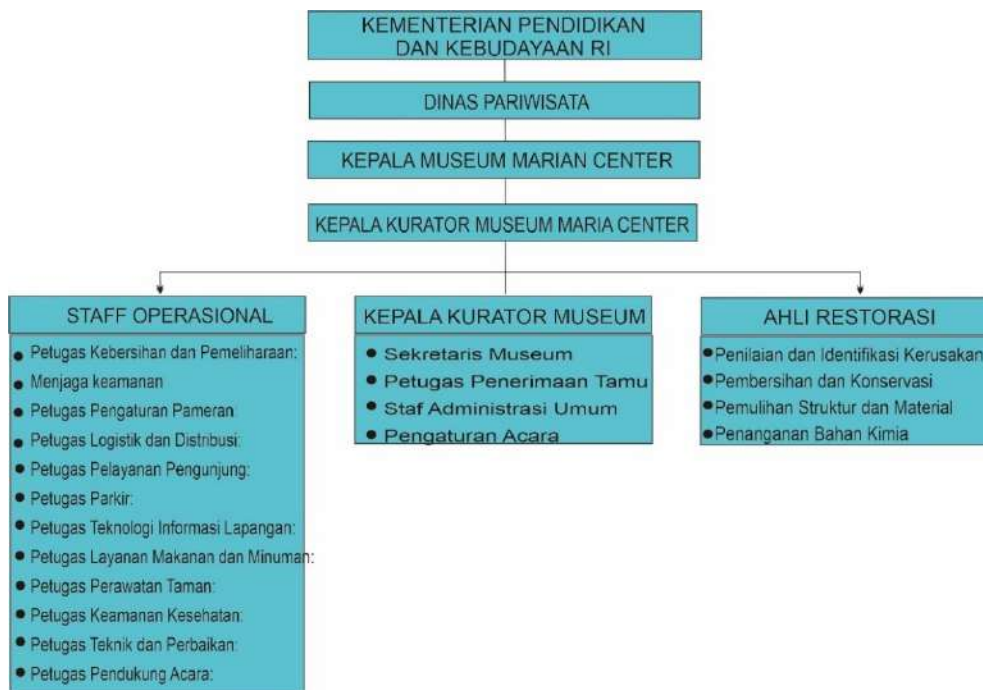 KEMENTERIAN PENDIDIKAN
DAN KEBUDAYAAN RI
DINAS PARIWISATA
KEPALA MUSEUM MARIAN CENTER
KEPALA KURATOR MUSEUM MARIA CENTER
STAFF OPERASIONAL
Petugas Kebersihan dan Pemeliharaan:
Menjaga keamanan
Petugas Pengaturan Pameran
Petugas Logistik dan Distribusi:
Petugas Pelayanan Pengunjung:
Petugas Parkir:
Petugas Teknologi Informasi Lapangan:
Petugas Layanan Makanan dan Minuman:
Petugas Perawatan Taman:
Petugas Keamanan Kesehatan:
Petugas Teknik dan Perbaikan:
Petugas Pendukung Acara:
KEPALA KURATOR MUSEUM
Sekretaris Museum
Petugas Penerimaan Tamu
Staf Administrasi Umum
Pengaturan Acara
AHLI RESTORASI
Penilaian dan Identifikasi Kerusakan
Pembersihan dan Konservasi
Pemulihan Struktur dan Material
Penanganan Bahan Kimia